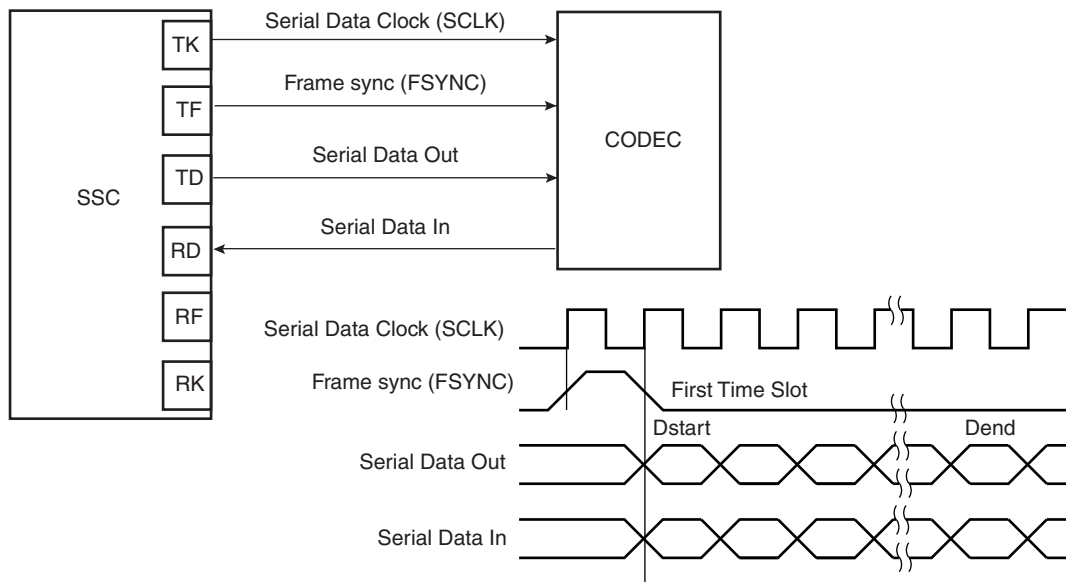 SSC
TK
TF
TD
RD
RF
RK
Serial Data Clock (SCLK)
Frame sync (FSYNC)
Serial Data Out
Serial Data In
CODEC
Serial Data Clock (SCLK)
Frame sync (FSYNC)
First Time Slot
Dstart
Dend
Serial Data Out
Serial Data In